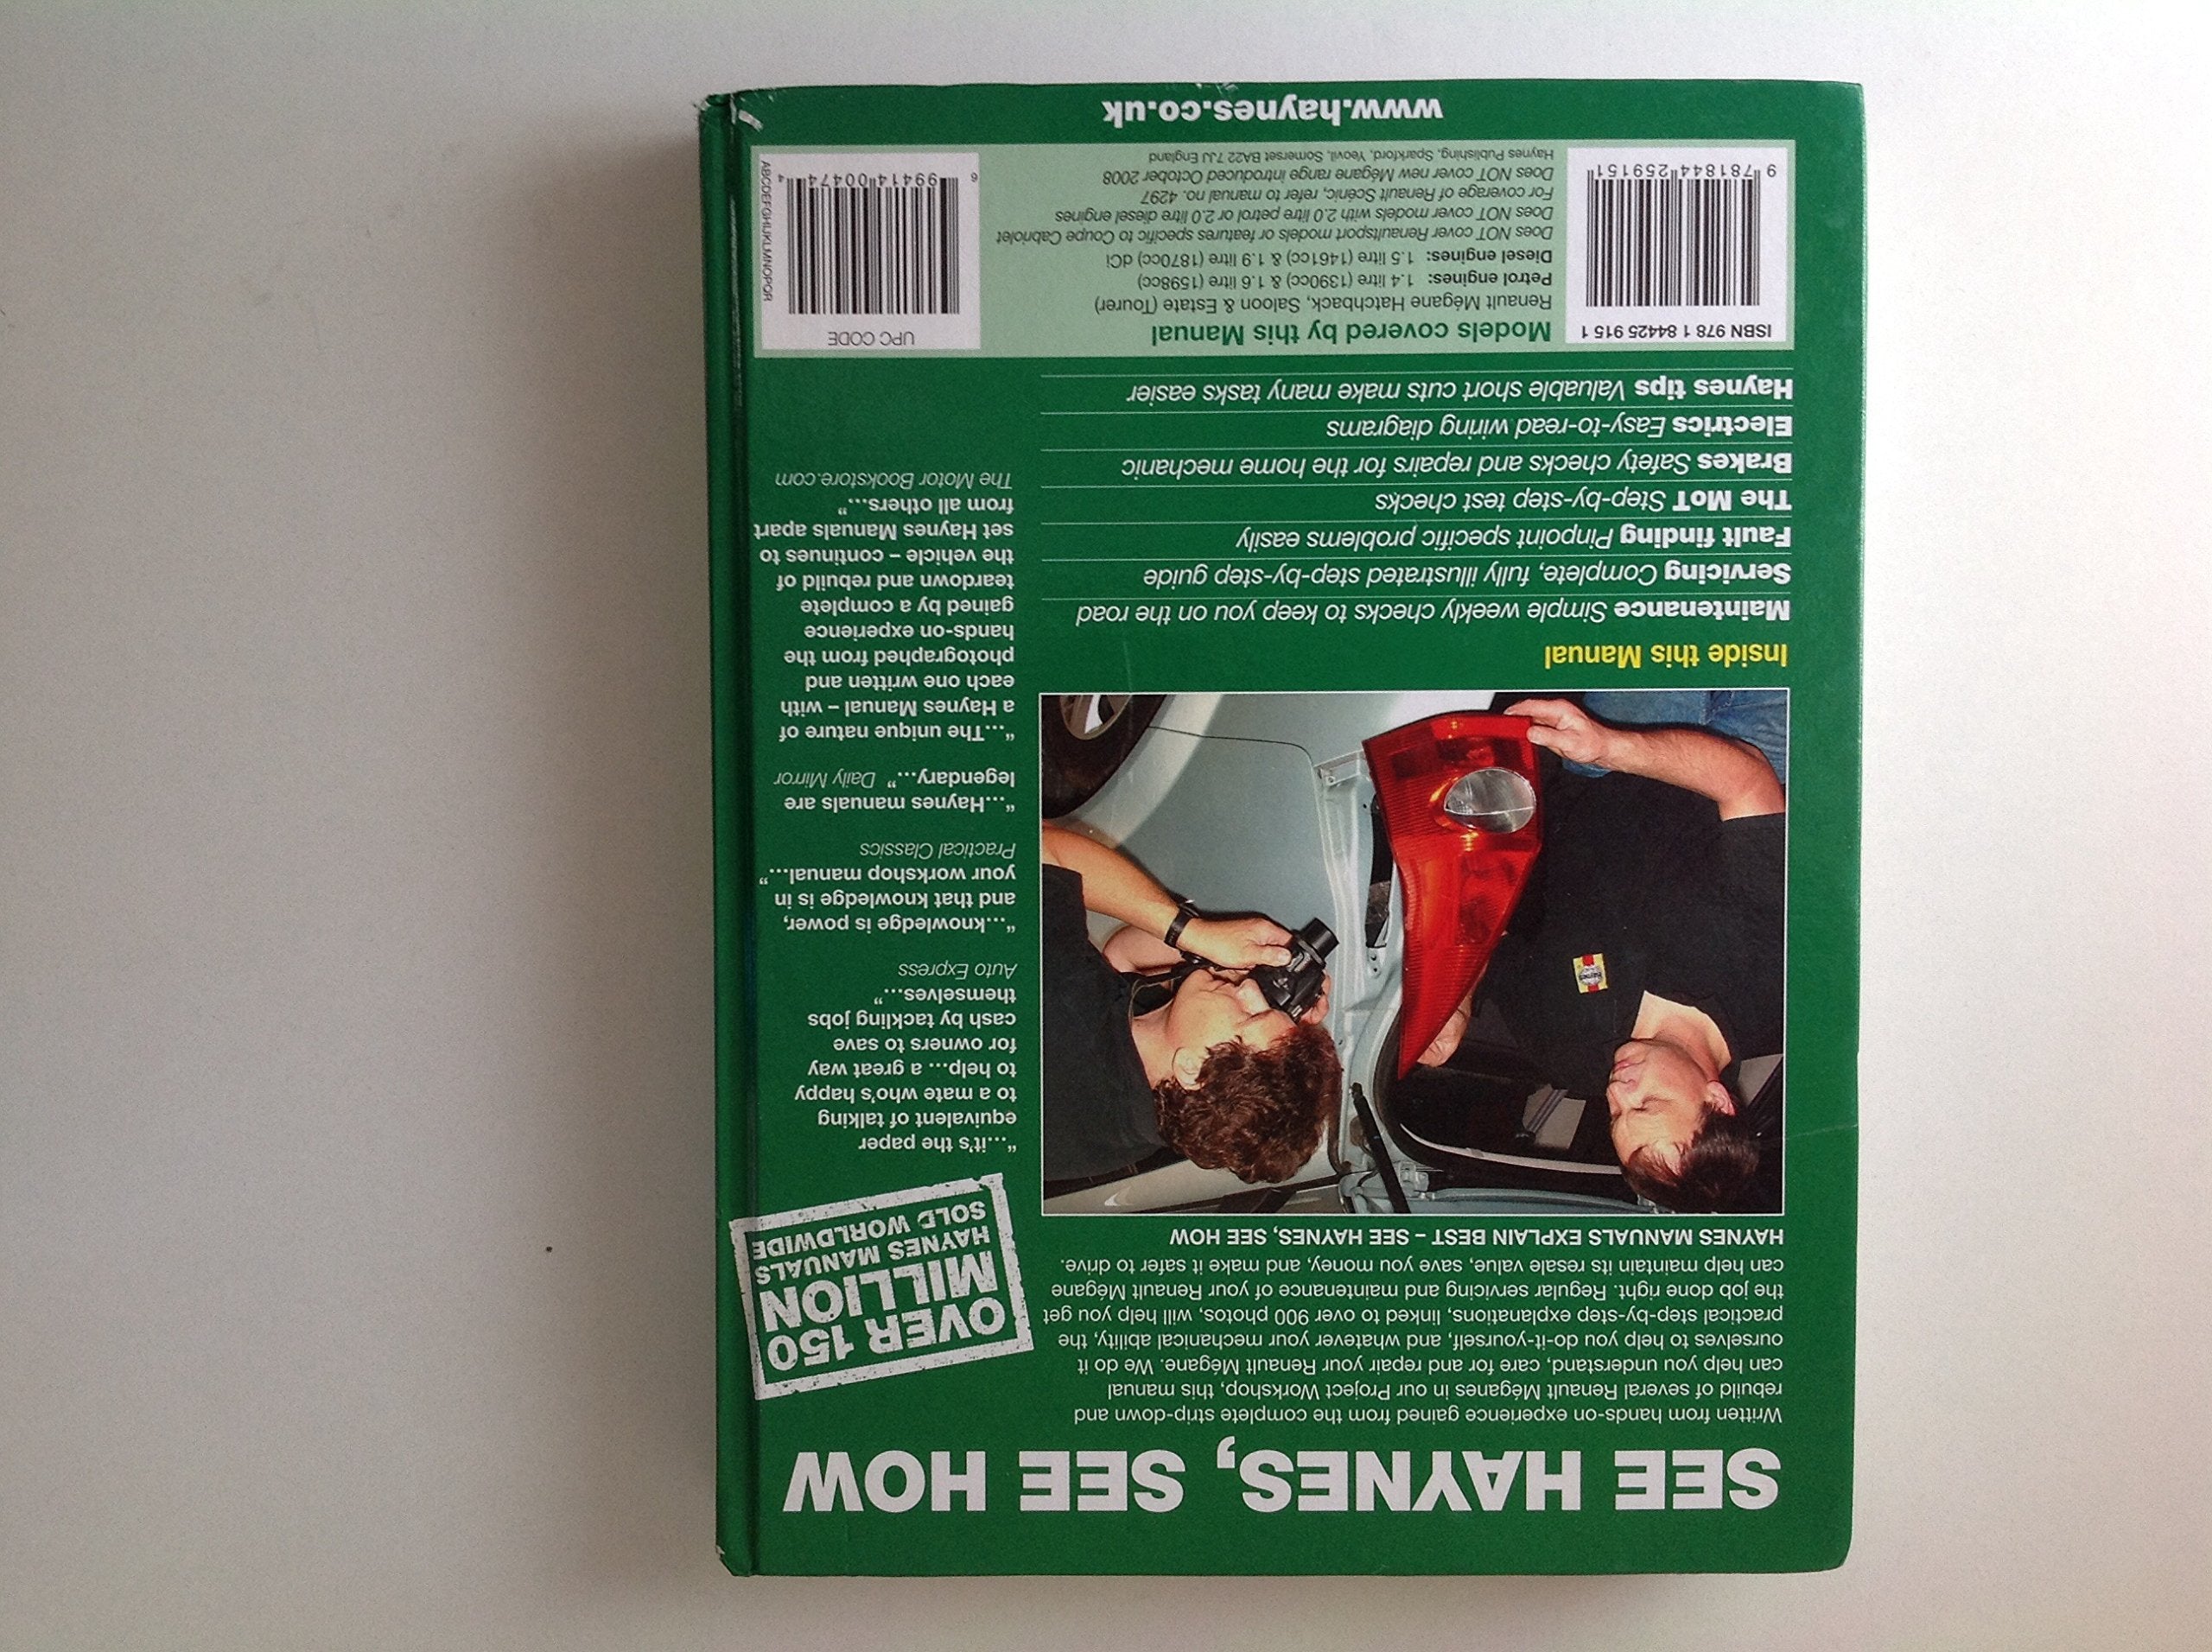 SEE HAYNES, SEE HOW
Written from hands-on experience gained from the complete strip-down and
rebuild of several Renault Méganes in our Project Workshop, this manual
can help you understand, care for and repair your Renault Mégane. We do it
ourselves to help you do-it-yourself, and whatever your mechanical ability, the
practical step-by-step explanations, linked to over 900 photos, will help you get
the job done right. Regular servicing and maintenance of your Renault Mégane
can help maintain its resale value, save you money, and make it safer to drive.
HAYNES MANUALS EXPLAIN BEST – SEE HAYNES, SEE HOW
OVER 150
MILLION
HAYNES MANUALS
SOLD WORLDWIDE
“...it’s the paper
equivalent of talking
to a mate who’s happy
to help... a great way
for owners to save
cash by tackling jobs
themselves...”
Auto Express
“...knowledge is power,
and that knowledge is in
your workshop manual...”
Practical Classics
“...Haynes manuals are
legendary...” Daily Mirror
“...The unique nature of
a Haynes Manual – with
each one written and
photographed from the
hands-on experience
gained by a complete
teardown and rebuild of
the vehicle – continues to
set Haynes Manuals apart
from all others...”
The Motor Bookstore.com
Haynes
Inside this Manual
Maintenance Simple weekly checks to keep you on the road
Servicing Complete, fully illustrated step-by-step guide
Fault finding Pinpoint specific problems easily
The MoT Step-by-step test checks
Brakes Safety checks and repairs for the home mechanic
Electrics Easy-to-read wiring diagrams
Haynes tips Valuable short cuts make many tasks easier
ISBN 978 1 84425 915 1
9 781844 259151
Models covered by this Manual
Renault Mégane Hatchback, Saloon & Estate (Tourer)
Petrol engines: 1.4 litre (1390cc) & 1.6 litre (1598cc)
Diesel engines: 1.5 litre (1461cc) & 1.9 litre (1870cc) dCi
Does NOT cover Renaultsport models or features specific to Coupe Cabriolet
Does NOT cover models with 2.0 litre petrol or 2.0 litre diesel engines
For coverage of Renault Scénic, refer to manual no. 4297
Does NOT cover new Mégane range introduced October 2008
Haynes Publishing, Sparkford, Yeovil, Somerset BA22 7JJ England
UPC CODE
6 99414 00474 4
ABCDEFGHIJKLMNOPQR
www.haynes.co.uk